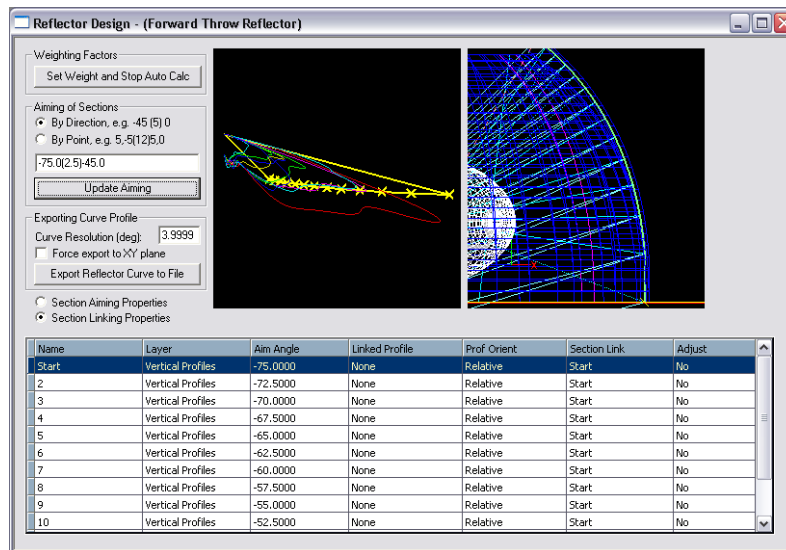 Reflector Design - (Forward Throw Reflector)
Weighting Factors
Set Weight and Stop Auto Calc
Aiming of Sections
By Direction, e.g. -45 (5) 0
By Point, e.g. 5,-5(12)5,0
-75.0(2.5)-45.0
Update Aiming
Exporting Curve Profile
Curve Resolution (deg): 3.9999
Force export to XY plane
Export Reflector Curve to File
Section Aiming Properties
Section Linking Properties
Name Layer Aim Angle Linked Profile Prof Orient Section Link Adjust
Start Vertical Profiles -75.0000 None Relative Start No
2 Vertical Profiles -72.5000 None Relative Start No
3 Vertical Profiles -70.0000 None Relative Start No
4 Vertical Profiles -67.5000 None Relative Start No
5 Vertical Profiles -65.0000 None Relative Start No
6 Vertical Profiles -62.5000 None Relative Start No
7 Vertical Profiles -60.0000 None Relative Start No
8 Vertical Profiles -57.5000 None Relative Start No
9 Vertical Profiles -55.0000 None Relative Start No
10 Vertical Profiles -52.5000 None Relative Start No